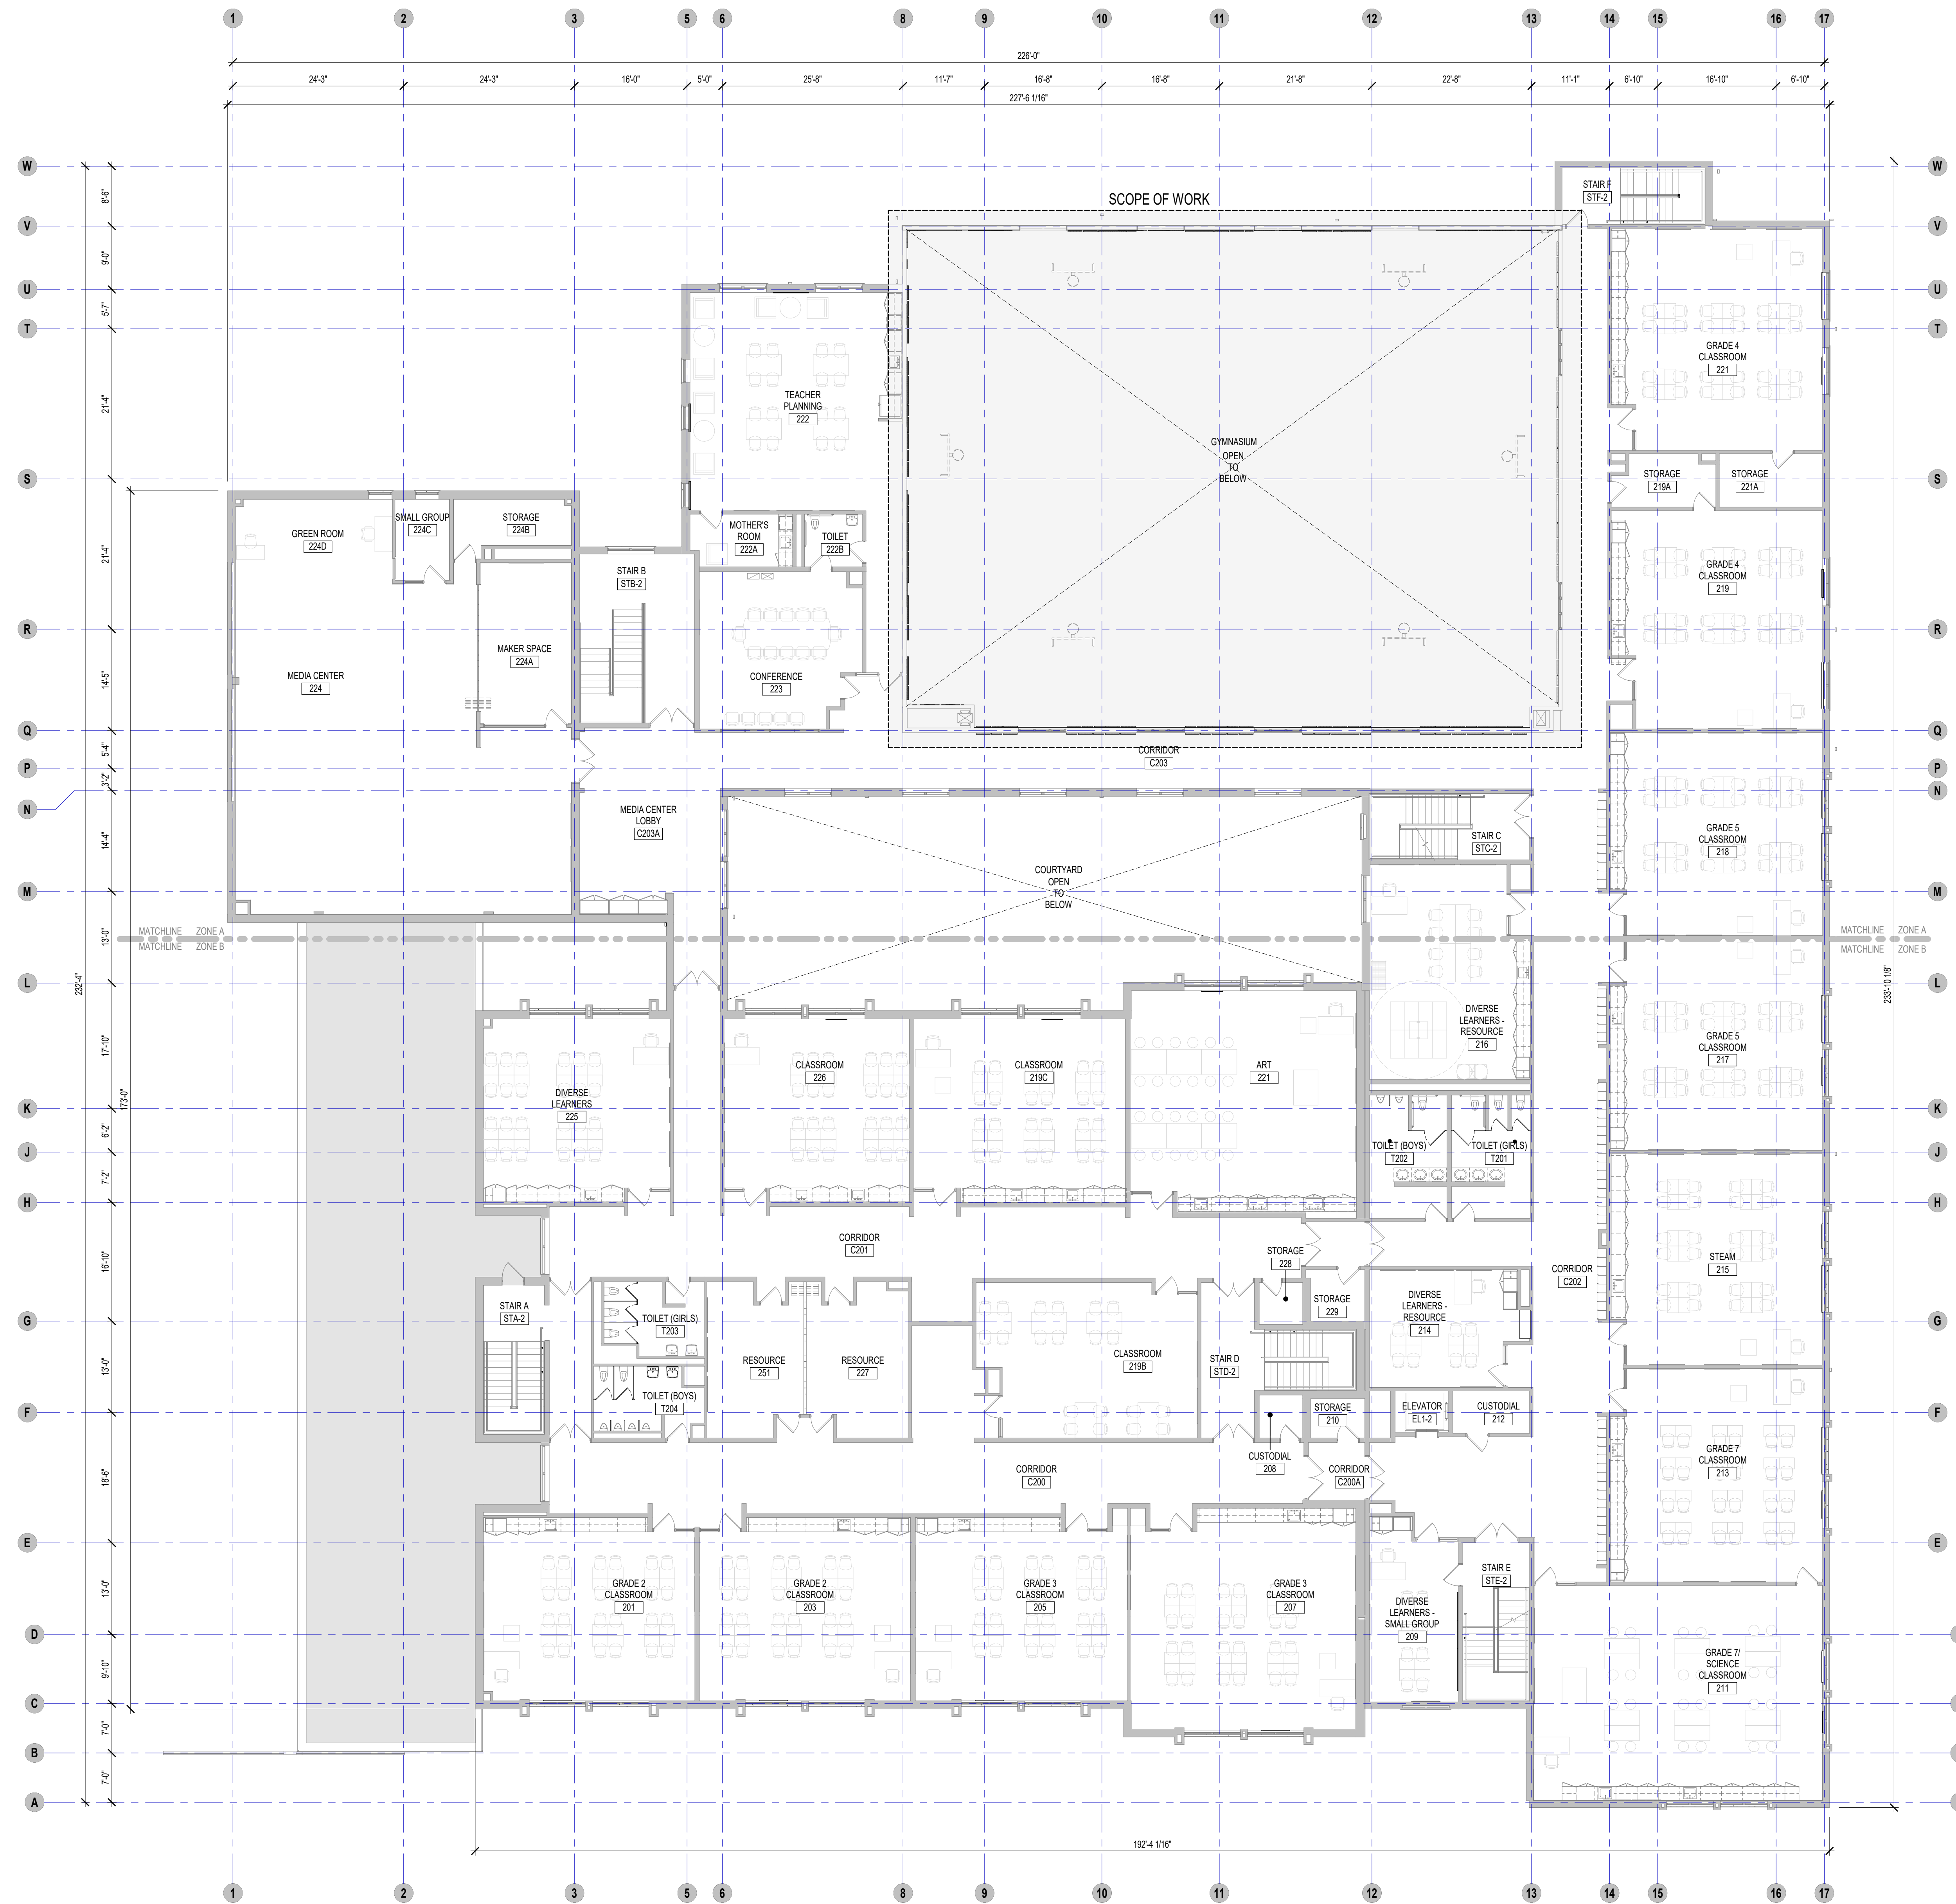 1 2 3 5 6 8 9 10 11 12 13 14 15 16 17
226'-0"
24'-3" 24'-3" 16'-0" 5'-0" 25'-8" 11'-7" 16'-8" 16'-8" 21'-8" 22'-8" 11'-1" 6'-10" 16'-10" 6'-10"
227'-6 1/16"
W W
8'-6"
STAIR F
STF-2
SCOPE OF WORK
V V
9'-0"
U U
5'-7"
T T
GRADE 4
CLASSROOM
221
21'-4"
TEACHER
PLANNING
222
GYMNASIUM
OPEN
TO
BELOW
S S
STORAGE
219A
STORAGE
221A
GREEN ROOM
224D
SMALL GROUP
224C
STORAGE
224B
MOTHER'S
ROOM
222A
TOILET
222B
21'-4"
STAIR B
STB-2
GRADE 4
CLASSROOM
219
R R
MAKER SPACE
224A
MEDIA CENTER
224
CONFERENCE
223
14'-5"
Q Q
5'-4"
CORRIDOR
C203
P P
3'-2"
N N
MEDIA CENTER
LOBBY
C203A
STAIR C
STC-2
GRADE 5
CLASSROOM
218
14'-4"
COURTYARD
OPEN
TO
BELOW
M M
MATCHLINE ZONE A
MATCHLINE ZONE B
MATCHLINE ZONE A
MATCHLINE ZONE B
13'-0"
232'-4"
L L
233'-10 1/8"
DIVERSE
LEARNERS -
RESOURCE
216
GRADE 5
CLASSROOM
217
17'-10"
173'-0"
DIVERSE
LEARNERS
225
CLASSROOM
226
CLASSROOM
219C
ART
221
K K
6'-2"
J J
TOILET (BOYS)
T202
TOILET (GIRLS)
T201
7'-2"
H H
CORRIDOR
C201
16'-10"
STORAGE
228
STEAM
215
CORRIDOR
C202
STAIR A
STA-2
TOILET (GIRLS)
T203
STORAGE
229
DIVERSE
LEARNERS -
RESOURCE
214
G G
RESOURCE
251
RESOURCE
227
CLASSROOM
219B
STAIR D
STD-2
13'-0"
TOILET (BOYS)
T204
STORAGE
210
ELEVATOR
EL1-2
CUSTODIAL
212
F F
CUSTODIAL
208
CORRIDOR
C200
CORRIDOR
C200A
GRADE 7
CLASSROOM
213
18'-6"
E E
GRADE 2
CLASSROOM
201
GRADE 2
CLASSROOM
203
GRADE 3
CLASSROOM
205
GRADE 3
CLASSROOM
207
DIVERSE
LEARNERS -
SMALL GROUP
209
STAIR E
STE-2
13'-0"
D
9'-10"
GRADE 7/
SCIENCE
CLASSROOM
211
C
7'-0"
B
7'-0"
A
192'-4 1/16"
1 2 3 5 6 8 9 10 11 12 13 14 15 16 17